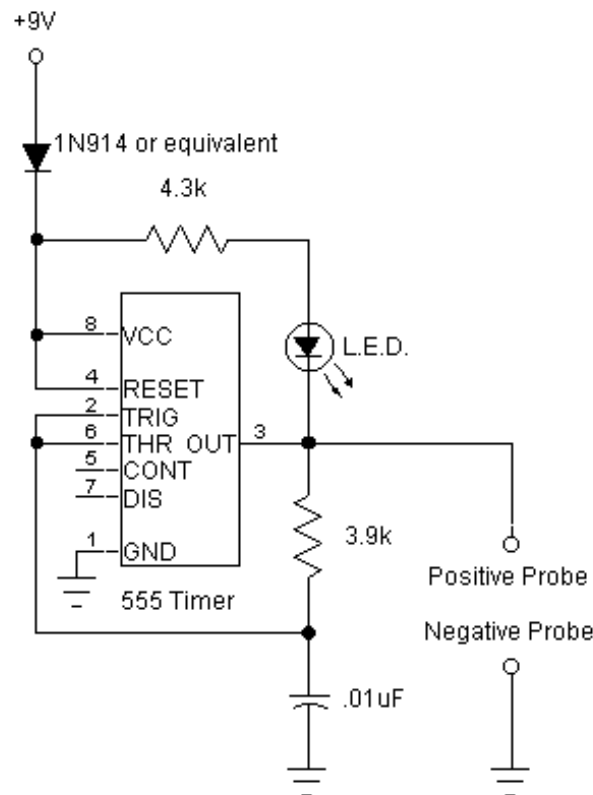 +9V
1N914 or equivalent
4.3k
8
VCC
L.E.D.
4
RESET
2
TRIG
6
THR OUT
3
5
CONT
7
DIS
1
GND
3.9k
555 Timer
Positive Probe
Negative Probe
.01uF